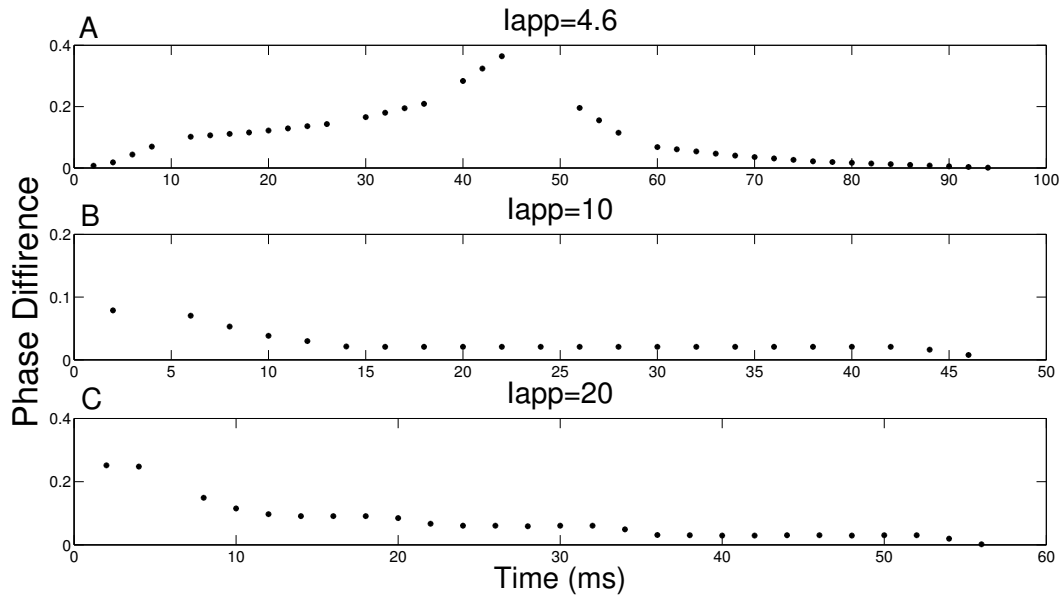 A
Iapp=4.6
0.4
0.2
0
0 10 20 30 40 50 60 70 80 90 100
B
Iapp=10
0.2
0.1
0
0 5 10 15 20 25 30 35 40 45 50
C
Iapp=20
0.4
0.2
0
0 10 20 30 40 50 60
Phase Diffirence
Time (ms)